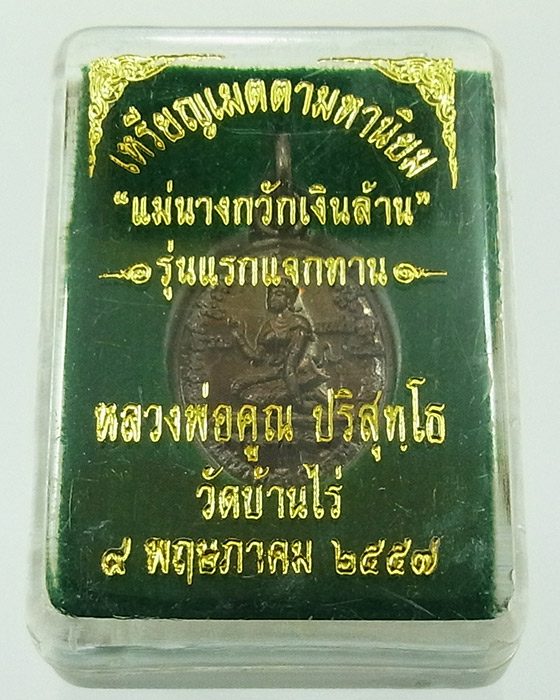 เหรียญเมตตามหานิยม
“แม่นางกวักเงินล้าน”
รุ่นแรกแจกทาน
หลวงพ่อคูณ ปริสุทฺโธ
วัดบ้านไร่
๘ พฤษภาคม ๒๕๕๗